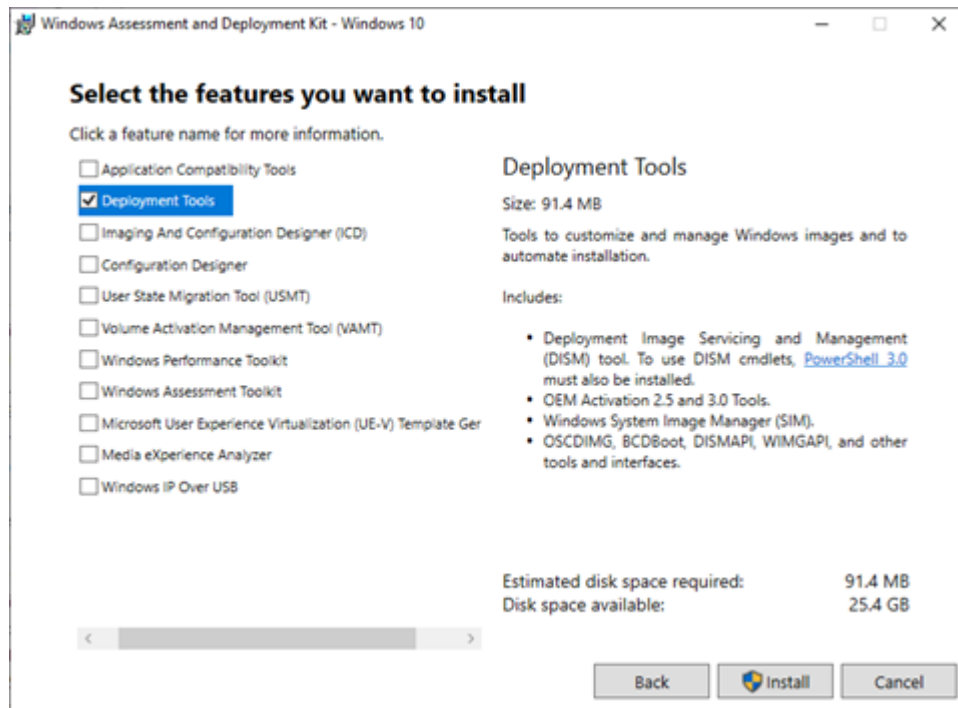 Windows Assessment and Deployment Kit - Windows 10
Select the features you want to install
Click a feature name for more information.
Application Compatibility Tools
Deployment Tools
Imaging And Configuration Designer (ICD)
Configuration Designer
User State Migration Tool (USMT)
Volume Activation Management Tool (VAMT)
Windows Performance Toolkit
Windows Assessment Toolkit
Microsoft User Experience Virtualization (UE-V) Template Ger
Media eXperience Analyzer
Windows IP Over USB
Deployment Tools
Size: 91.4 MB
Tools to customize and manage Windows images and to
automate installation.
Includes:
• Deployment Image Servicing and Management
(DISM) tool. To use DISM cmdlets, PowerShell 3.0
must also be installed.
• OEM Activation 2.5 and 3.0 Tools.
• Windows System Image Manager (SIM).
• OSCDIMG, BCDBoot, DISMAPI, WIMGAPI, and other
tools and interfaces.
Estimated disk space required: 91.4 MB
Disk space available: 25.4 GB
Back Install Cancel